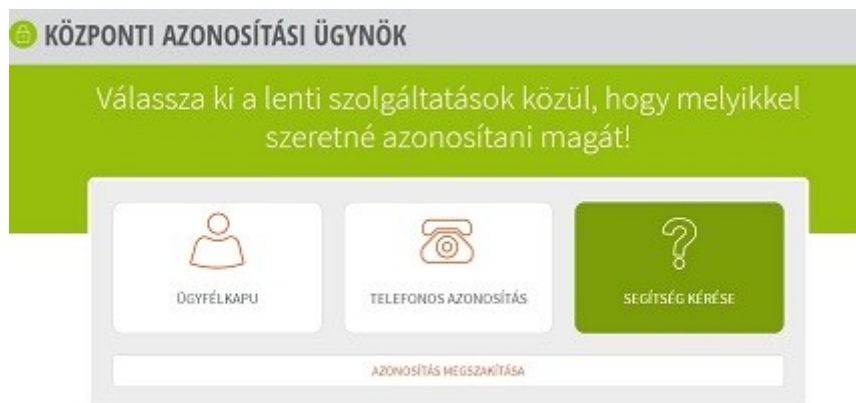 KÖZPONTI AZONOSÍTÁSI ÜGYNÖK
Válassza ki a lenti szolgáltatások közül, hogy melyikkel
szeretné azonosítani magát!
ÜGYFÉLKAPU
TELEFONOS AZONOSÍTÁS
SEGÍTSÉG KÉRÉSE
AZONOSÍTÁS MEGSZAKÍTÁSA